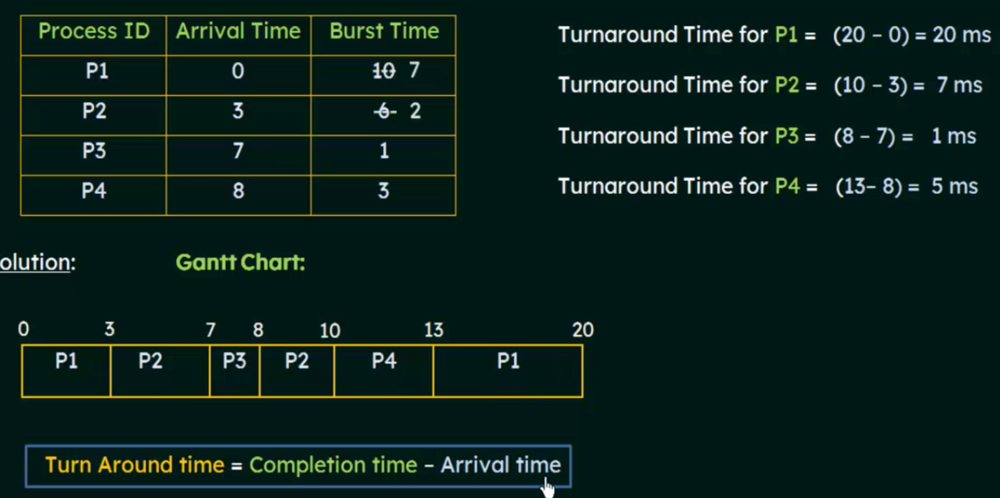 Process ID Arrival Time Burst Time
P1 0 10 7
P2 3 6 2
P3 7 1
P4 8 3
Turnaround Time for P1 = (20 – 0) = 20 ms
Turnaround Time for P2 = (10 – 3) = 7 ms
Turnaround Time for P3 = (8 – 7) = 1 ms
Turnaround Time for P4 = (13– 8) = 5 ms
olution: Gantt Chart:
0 3 7 8 10 13 20
P1 P2 P3 P2 P4 P1
Turn Around time = Completion time – Arrival time